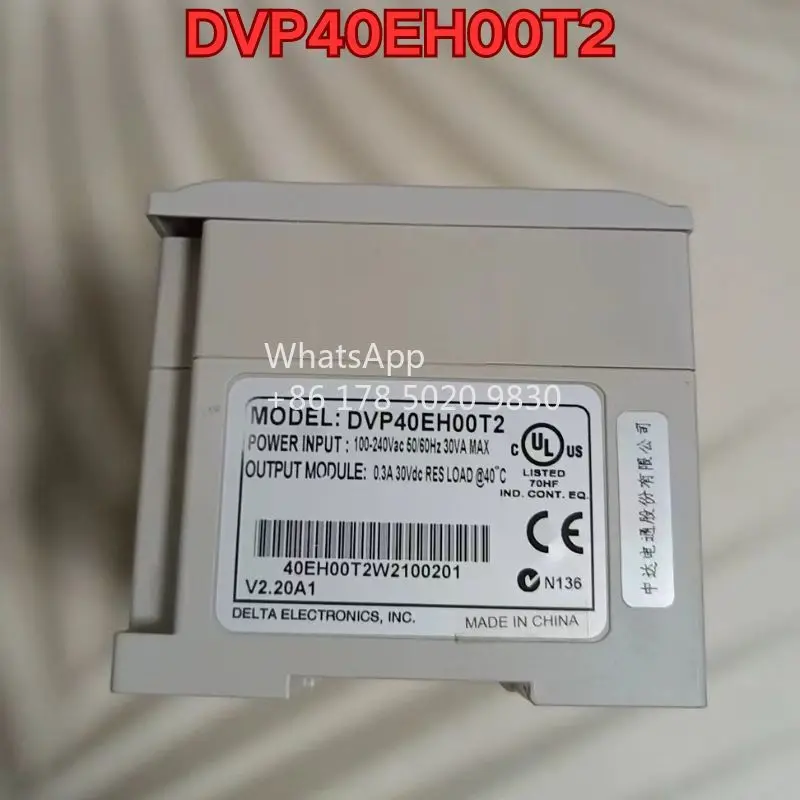 DVP40EH00T2
WhatsApp
+86 178 5020 9830
MODEL: DVP40EH00T2
POWER INPUT : 100-240Vac 50/60Hz 30VA MAX
OUTPUT MODULE: 0.3A 30Vdc RES LOAD @40°C
C UL US
LISTED
70HF
IND. CONT. EQ.
CE
40EH00T2W2100201
V2.20A1
N136
DELTA ELECTRONICS, INC.
MADE IN CHINA
中达电通股份有限公司